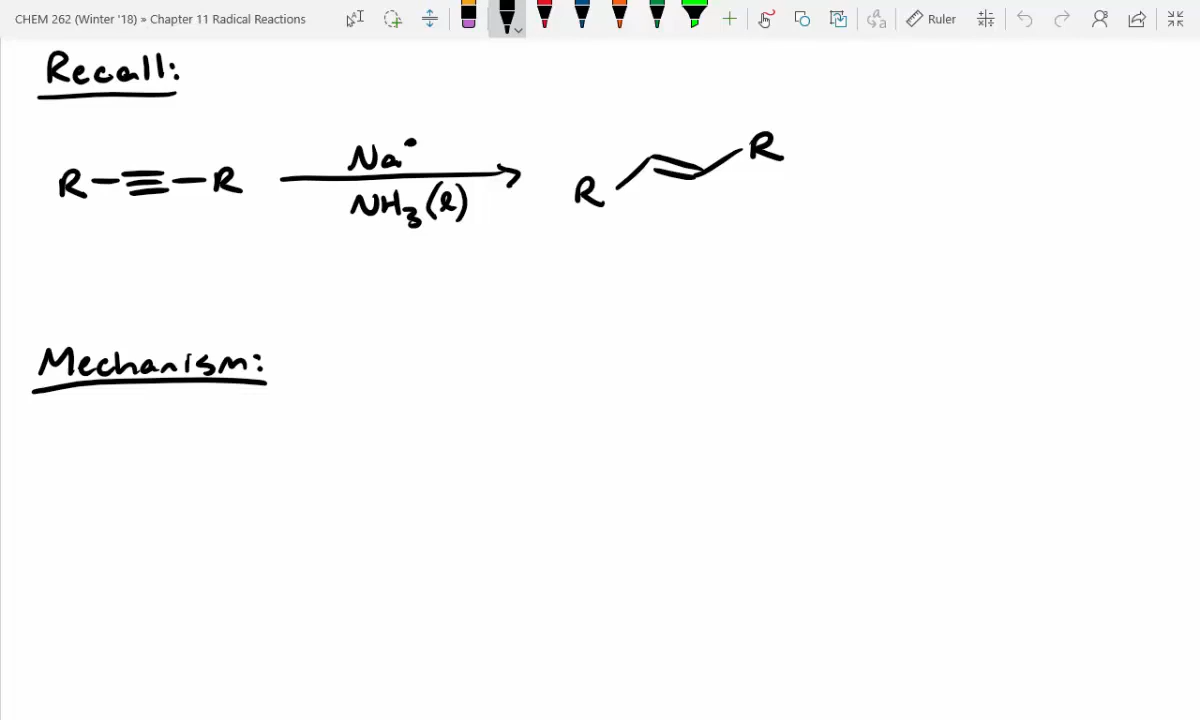 CHEM 262 (Winter '18) » Chapter 11 Radical Reactions
Ruler
Recall:
R-≡-R Na• NH₃(l) R R
Mechanism: